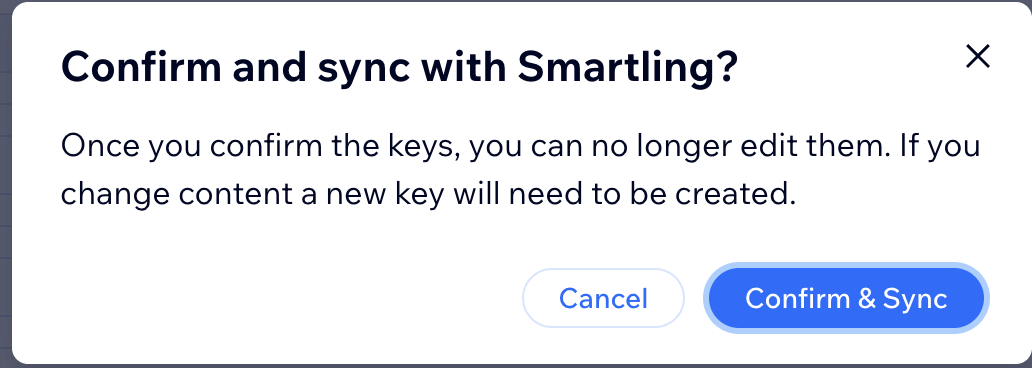 Confirm and sync with Smartling?
Once you confirm the keys, you can no longer edit them. If you
change content a new key will need to be created.
Cancel
Confirm & Sync